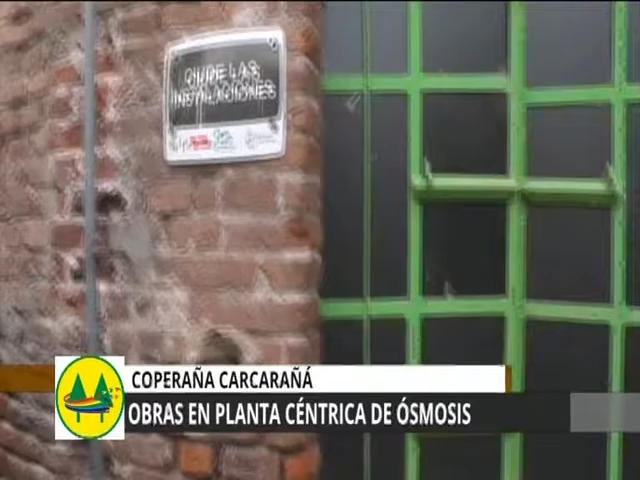 CUIDE LAS
INSTALACIONES
COPERAÑA CARCARAÑÁ
OBRAS EN PLANTA CÉNTRICA DE ÓSMOSIS